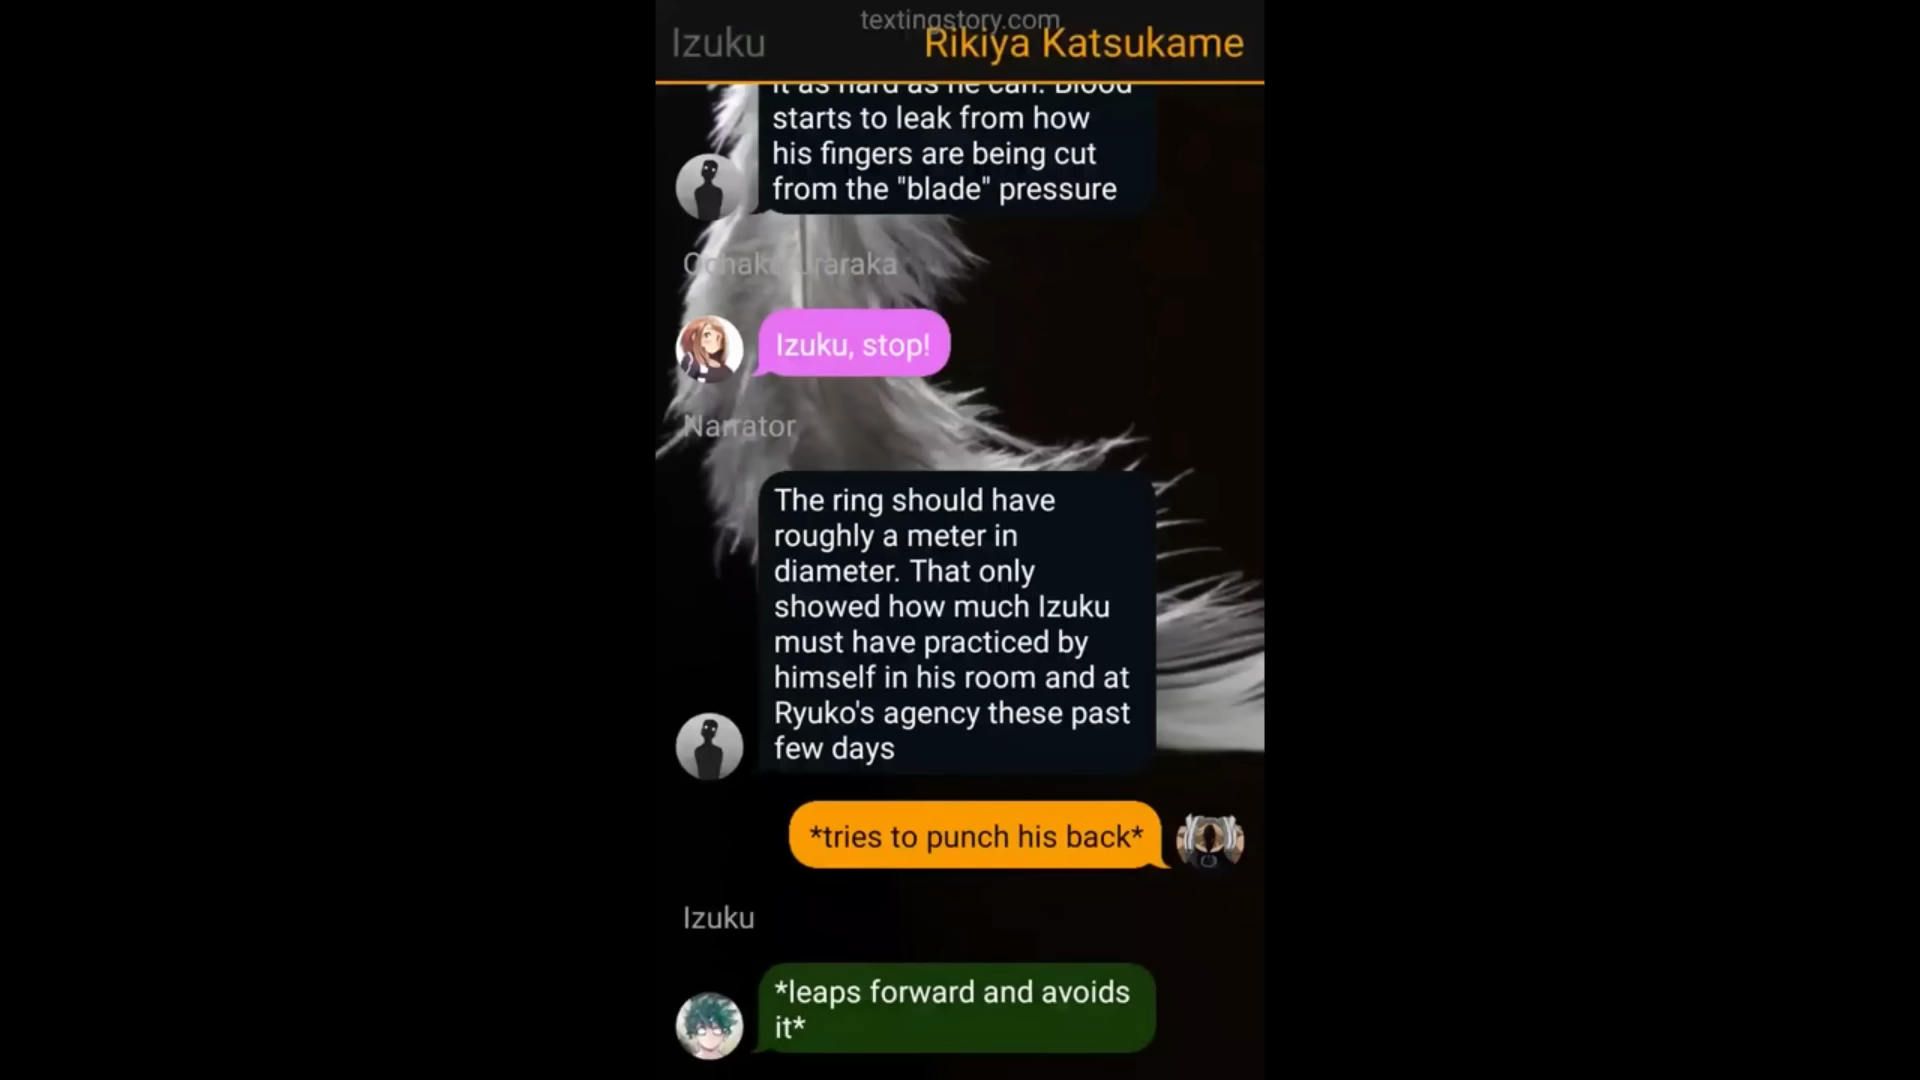 textingstory.com
Izuku
Rikiya Katsukame
it as hard as he can. Blood
starts to leak from how
his fingers are being cut
from the "blade" pressure
Ochako Uraraka
Izuku, stop!
Narrator
The ring should have
roughly a meter in
diameter. That only
showed how much Izuku
must have practiced by
himself in his room and at
Ryuko's agency these past
few days
*tries to punch his back*
Izuku
*leaps forward and avoids
it*